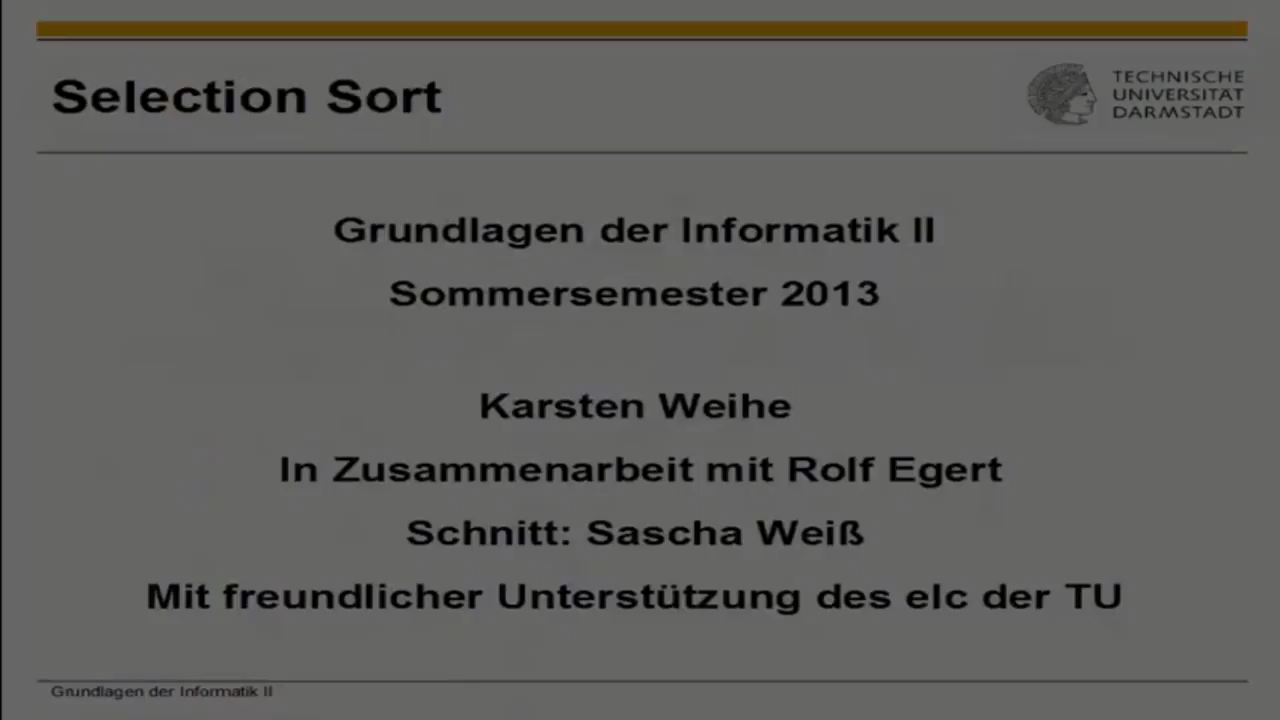 Selection Sort
TECHNISCHE
UNIVERSITÄT
DARMSTADT
Grundlagen der Informatik II
Sommersemester 2013
Karsten Weihe
In Zusammenarbeit mit Rolf Egert
Schnitt: Sascha Weiß
Mit freundlicher Unterstützung des elc der TU
Grundlagen der Informatik II